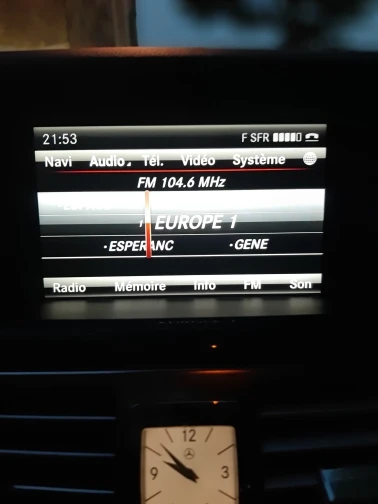 21:53 F SFR
Navi Audio Tél. Vidéo Système
FM 104.6 MHz
EUROPE 1
·ESPERANC ·GENE
Radio Mémoire Info FM Son
12
9 3